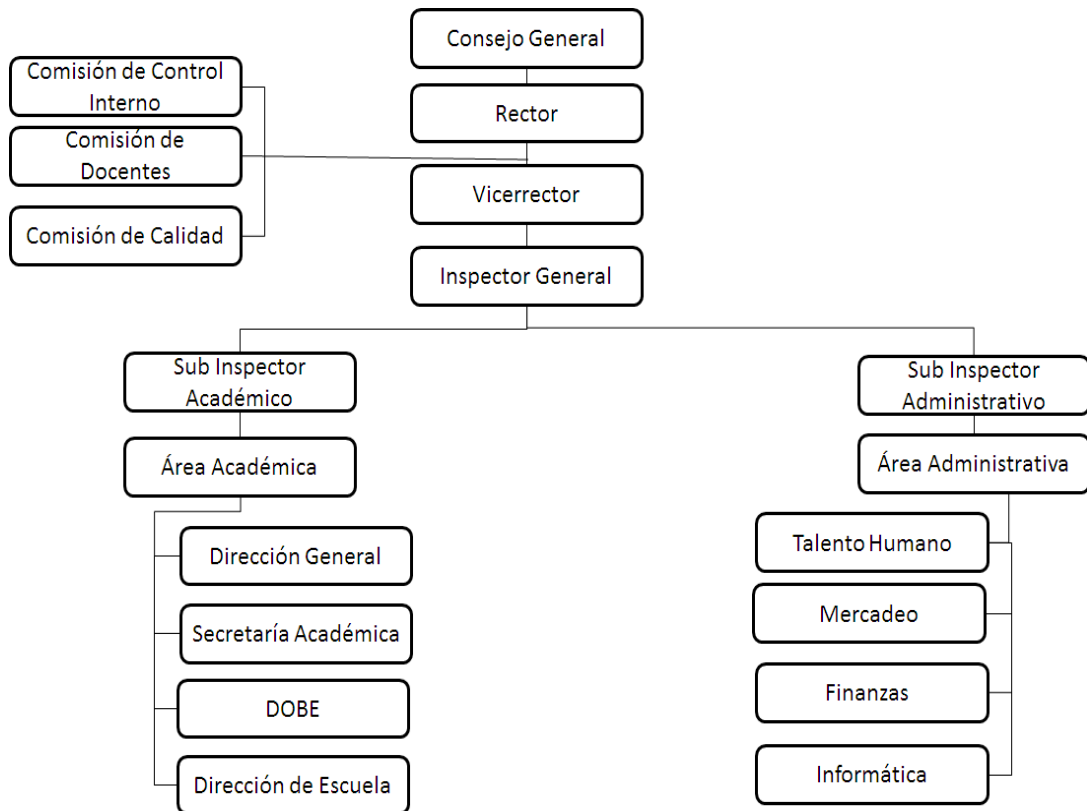 Consejo General
Comisión de Control
Interno
Rector
Comisión de
Docentes
Vicerrector
Comisión de Calidad
Inspector General
Sub Inspector
Académico
Sub Inspector
Administrativo
Área Académica
Área Administrativa
Dirección General
Talento Humano
Secretaría Académica
Mercadeo
DOBE
Finanzas
Dirección de Escuela
Informática